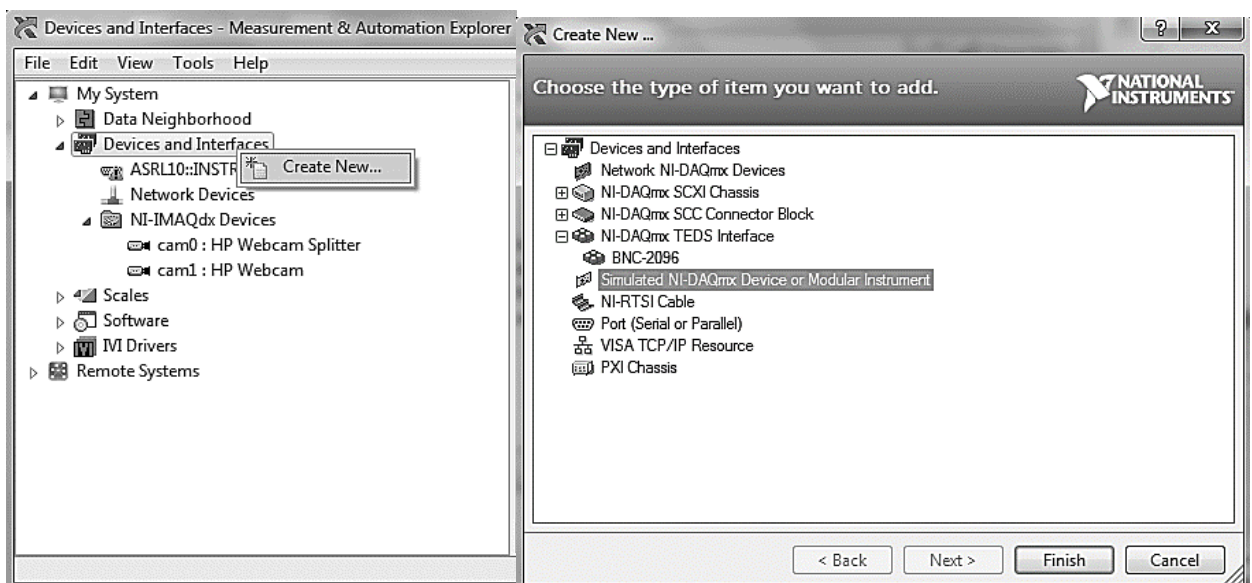 Devices and Interfaces - Measurement & Automation Explorer
File Edit View Tools Help
My System
Data Neighborhood
Devices and Interfaces
Create New...
ASRL10::INSTR
Network Devices
NI-IMAQdx Devices
cam0 : HP Webcam Splitter
cam1 : HP Webcam
Scales
Software
IVI Drivers
Remote Systems
Create New ...
Choose the type of item you want to add.
NATIONAL
INSTRUMENTS
Devices and Interfaces
Network NI-DAQmx Devices
NI-DAQmx SCXI Chassis
NI-DAQmx SCC Connector Block
NI-DAQmx TEDS Interface
BNC-2096
Simulated NI-DAQmx Device or Modular Instrument
NI-RTSI Cable
Port (Serial or Parallel)
VISA TCP/IP Resource
PXI Chassis
< Back Next > Finish Cancel